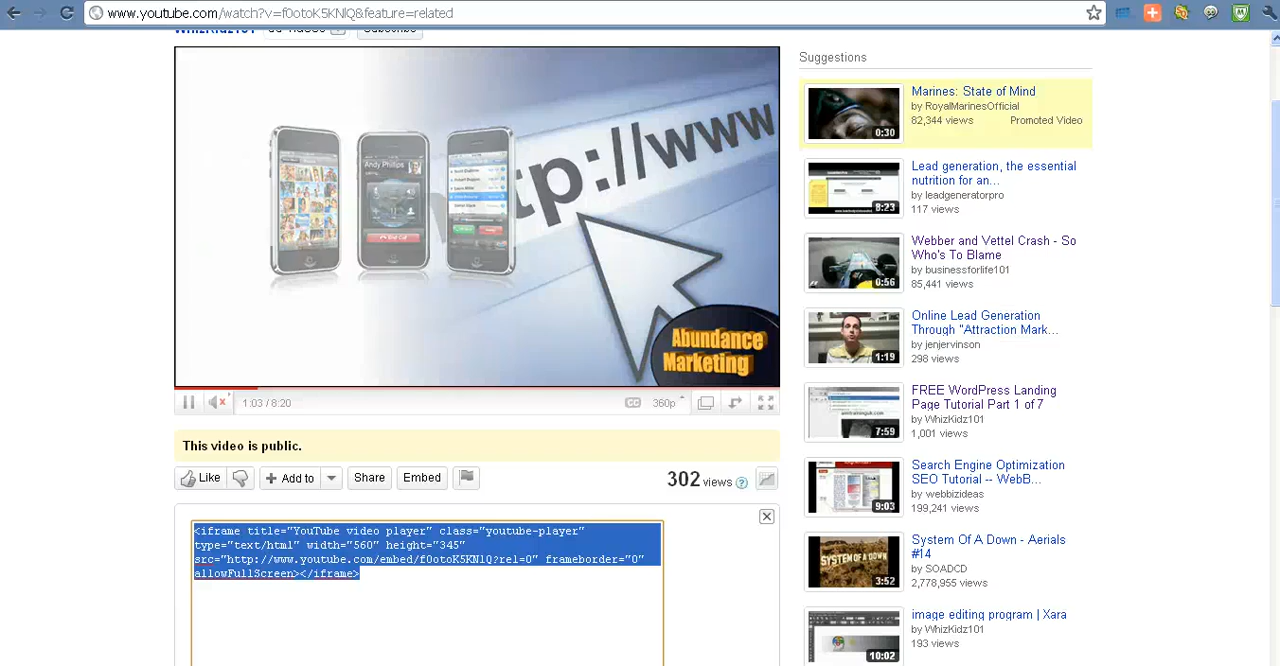 www.youtube.com/watch?v=f0otoK5KNlQ&feature=related
WhizKidz101
Subscribe
tp://www
Andy Phillips
Abundance
Marketing
1:03 / 8:20
CC
360p
This video is public.
Like
Add to
Share
Embed
302 views
<iframe title="YouTube video player" class="youtube-player"
type="text/html" width="560" height="345"
src="http://www.youtube.com/embed/f0otoK5KNlQ?rel=0" frameborder="0"
allowFullScreen></iframe>
Suggestions
0:30
Marines: State of Mind
by RoyalMarinesOfficial
82,344 views Promoted Video
8:23
Lead generation, the essential
nutrition for an...
by leadgeneratorpro
117 views
0:56
Webber and Vettel Crash - So
Who's To Blame
by businessforlife101
85,441 views
1:19
Online Lead Generation
Through "Attraction Mark...
by jenjervinson
298 views
7:59
FREE WordPress Landing
Page Tutorial Part 1 of 7
by WhizKidz101
1,001 views
9:03
Search Engine Optimization
SEO Tutorial -- WebB...
by webbizideas
199,241 views
SYSTEM OF A DOWN
3:52
System Of A Down - Aerials
#14
by SOADCD
2,778,955 views
10:02
image editing program | Xara
by WhizKidz101
193 views